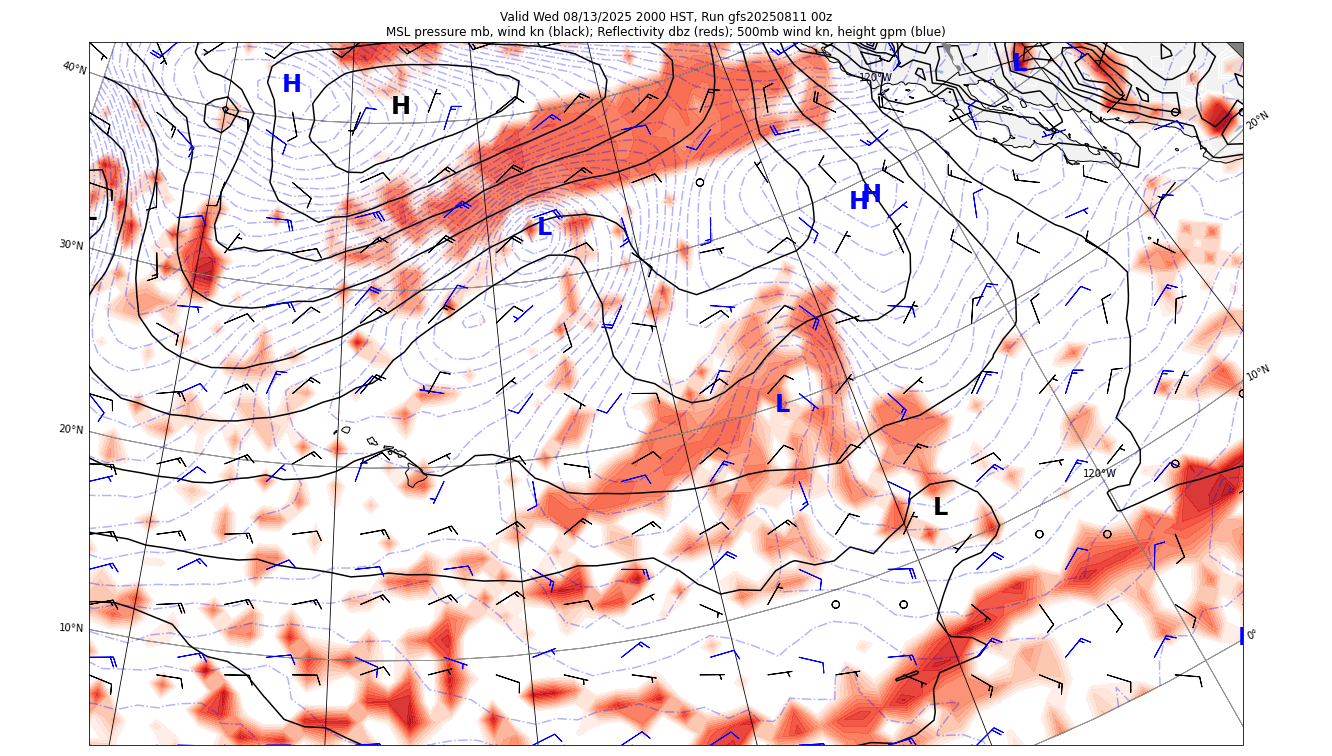 Valid Wed 08/13/2025 2000 HST, Run gfs20250811 00z
MSL pressure mb, wind kn (black); Reflectivity dbz (reds); 500mb wind kn, height gpm (blue)
L
40°N
120°W
H
H
20°N
H
H
L
30°N
10°N
L
20°N
120°W
L
10°N
0°